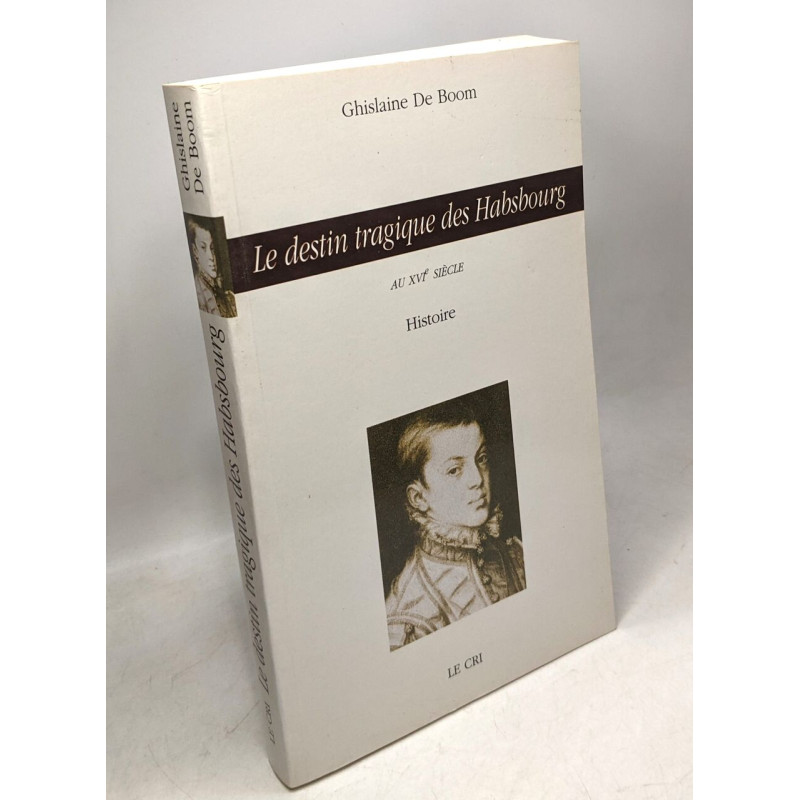 Ghislaine De Boom
Le destin tragique des Habsbourg
AU XVIe SIÈCLE
Histoire
LE CRI
Ghislaine
De Boom
Le destin tragique des Habsbourg
LE CRI